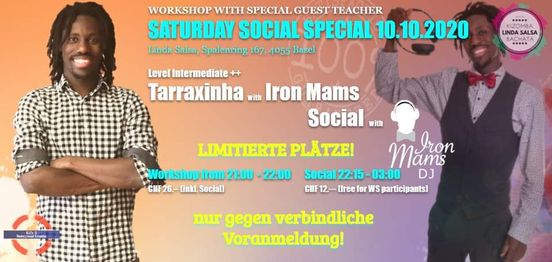 WORKSHOP WITH SPECIAL GUEST TEACHER
SATURDAY SOCIAL SPECIAL 10.10.2020
Linda Salsa, Spalenring 167, 4055 Basel
KIZOMBA
LINDA SALSA
BACHATA
Level Intermediate ++
Tarraxinha with Iron Mams
Social with
Iron Mams
DJ
LIMITIERTE PLÄTZE!
Workshop from 21:00 - 22:00
CHF 26.– (inkl. Social)
Social 22:15 - 03:00
CHF 12.— (free for WS participants)
nur gegen verbindliche
Voranmeldung!